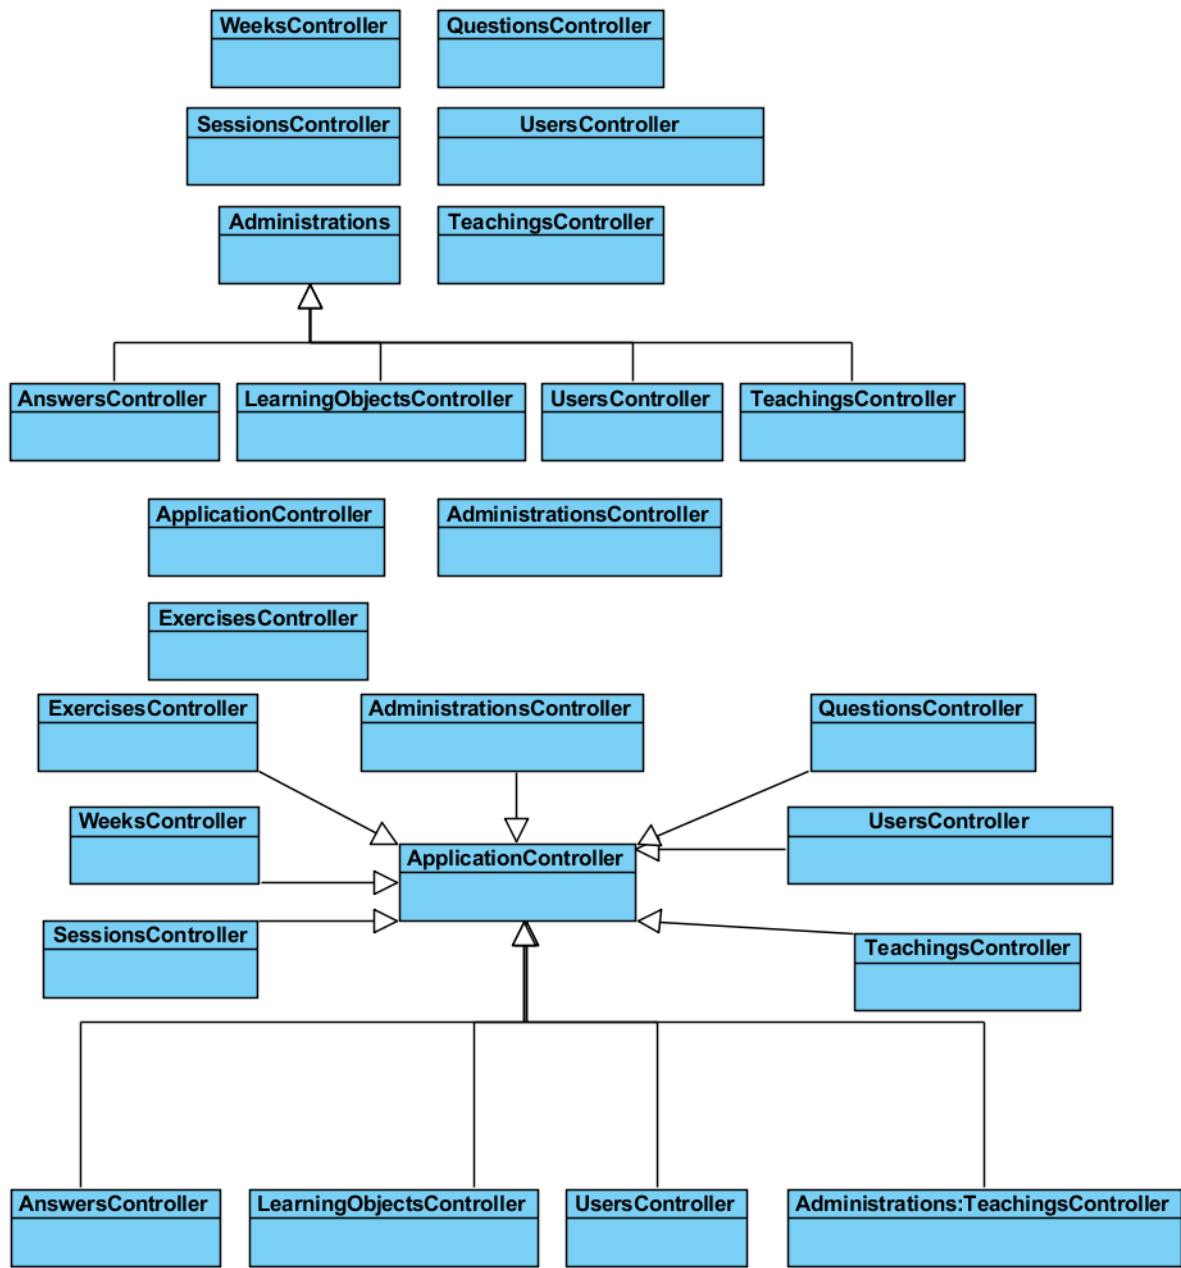 WeeksController
QuestionsController
SessionsController
UsersController
Administrations
TeachingsController
AnswersController
LearningObjectsController
UsersController
TeachingsController
ApplicationController
AdministrationsController
ExercisesController
ExercisesController
AdministrationsController
QuestionsController
WeeksController
UsersController
ApplicationController
SessionsController
TeachingsController
AnswersController
LearningObjectsController
UsersController
Administrations:TeachingsController